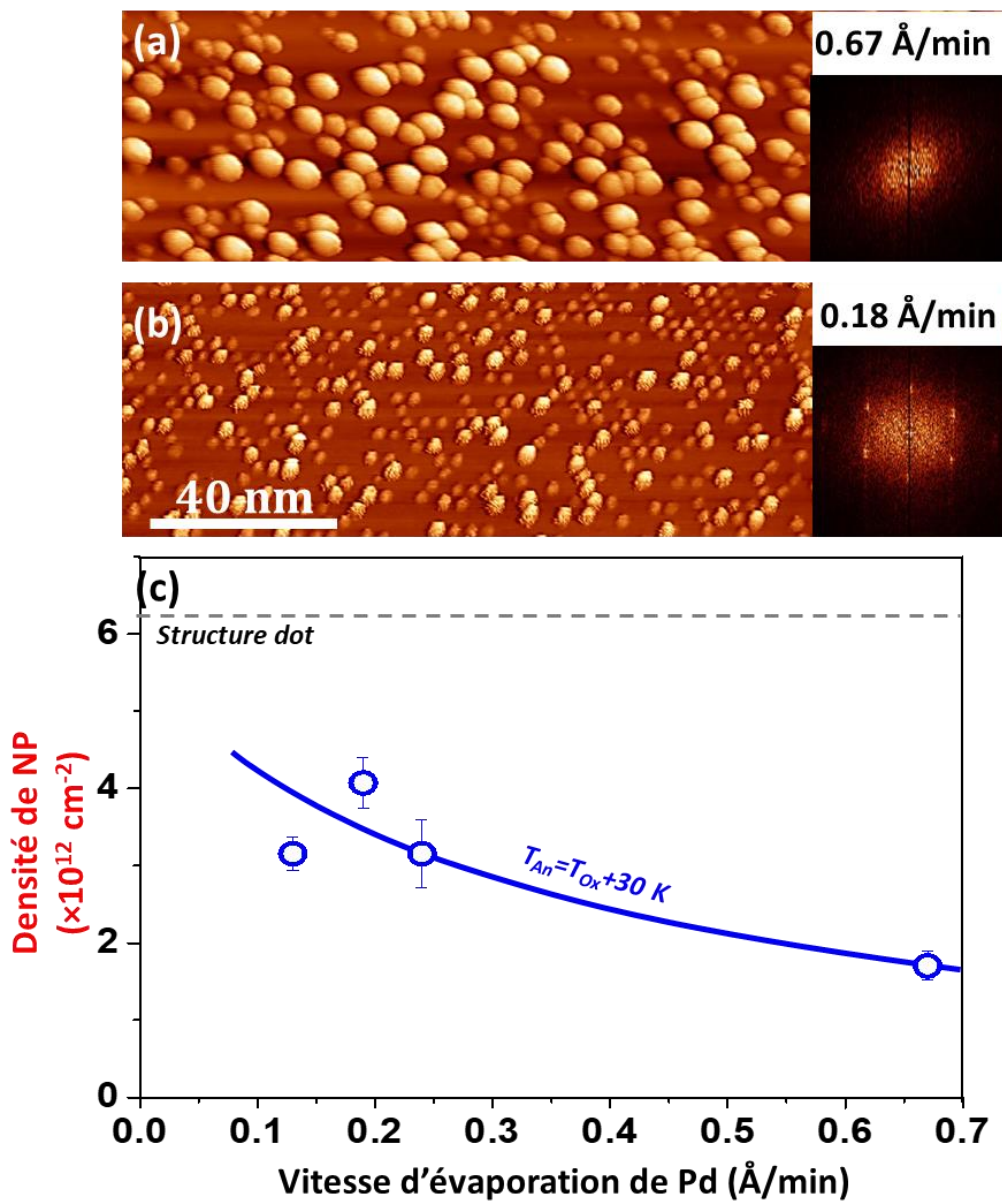 (a)
0.67 Å/min
(b)
0.18 Å/min
40 nm
(c)
Structure dot
6
4
2
0
Densité de NP
(×10¹² cm⁻²)
T_An=T_Ox+30 K
0.0 0.1 0.2 0.3 0.4 0.5 0.6 0.7
Vitesse d’évaporation de Pd (Å/min)